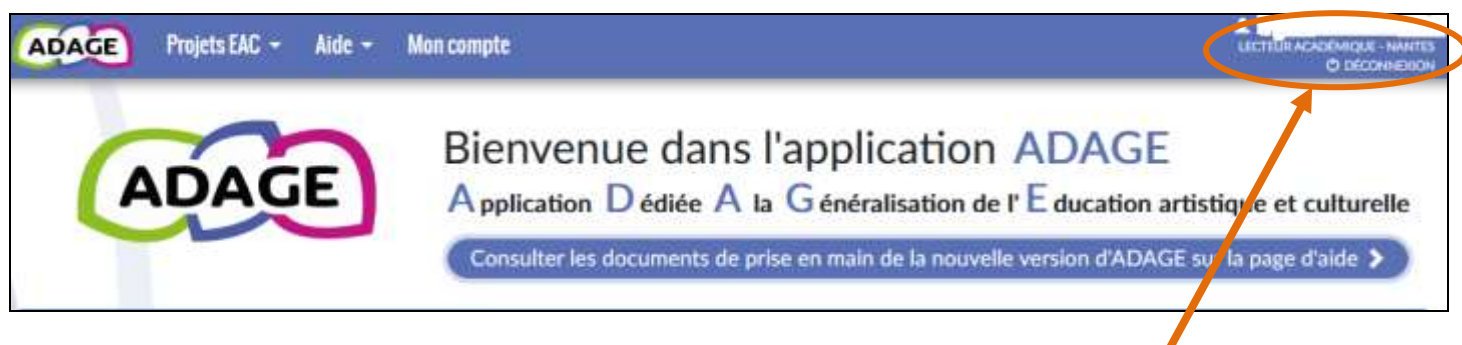 ADAGE Projets EAC Aide Mon compte
LECTEUR ACADÉMIQUE - NANTES
DÉCONNEXION
ADAGE
Bienvenue dans l'application ADAGE
Application Dédiée A la Généralisation de l' Education artistique et culturelle
Consulter les documents de prise en main de la nouvelle version d'ADAGE sur la page d'aide